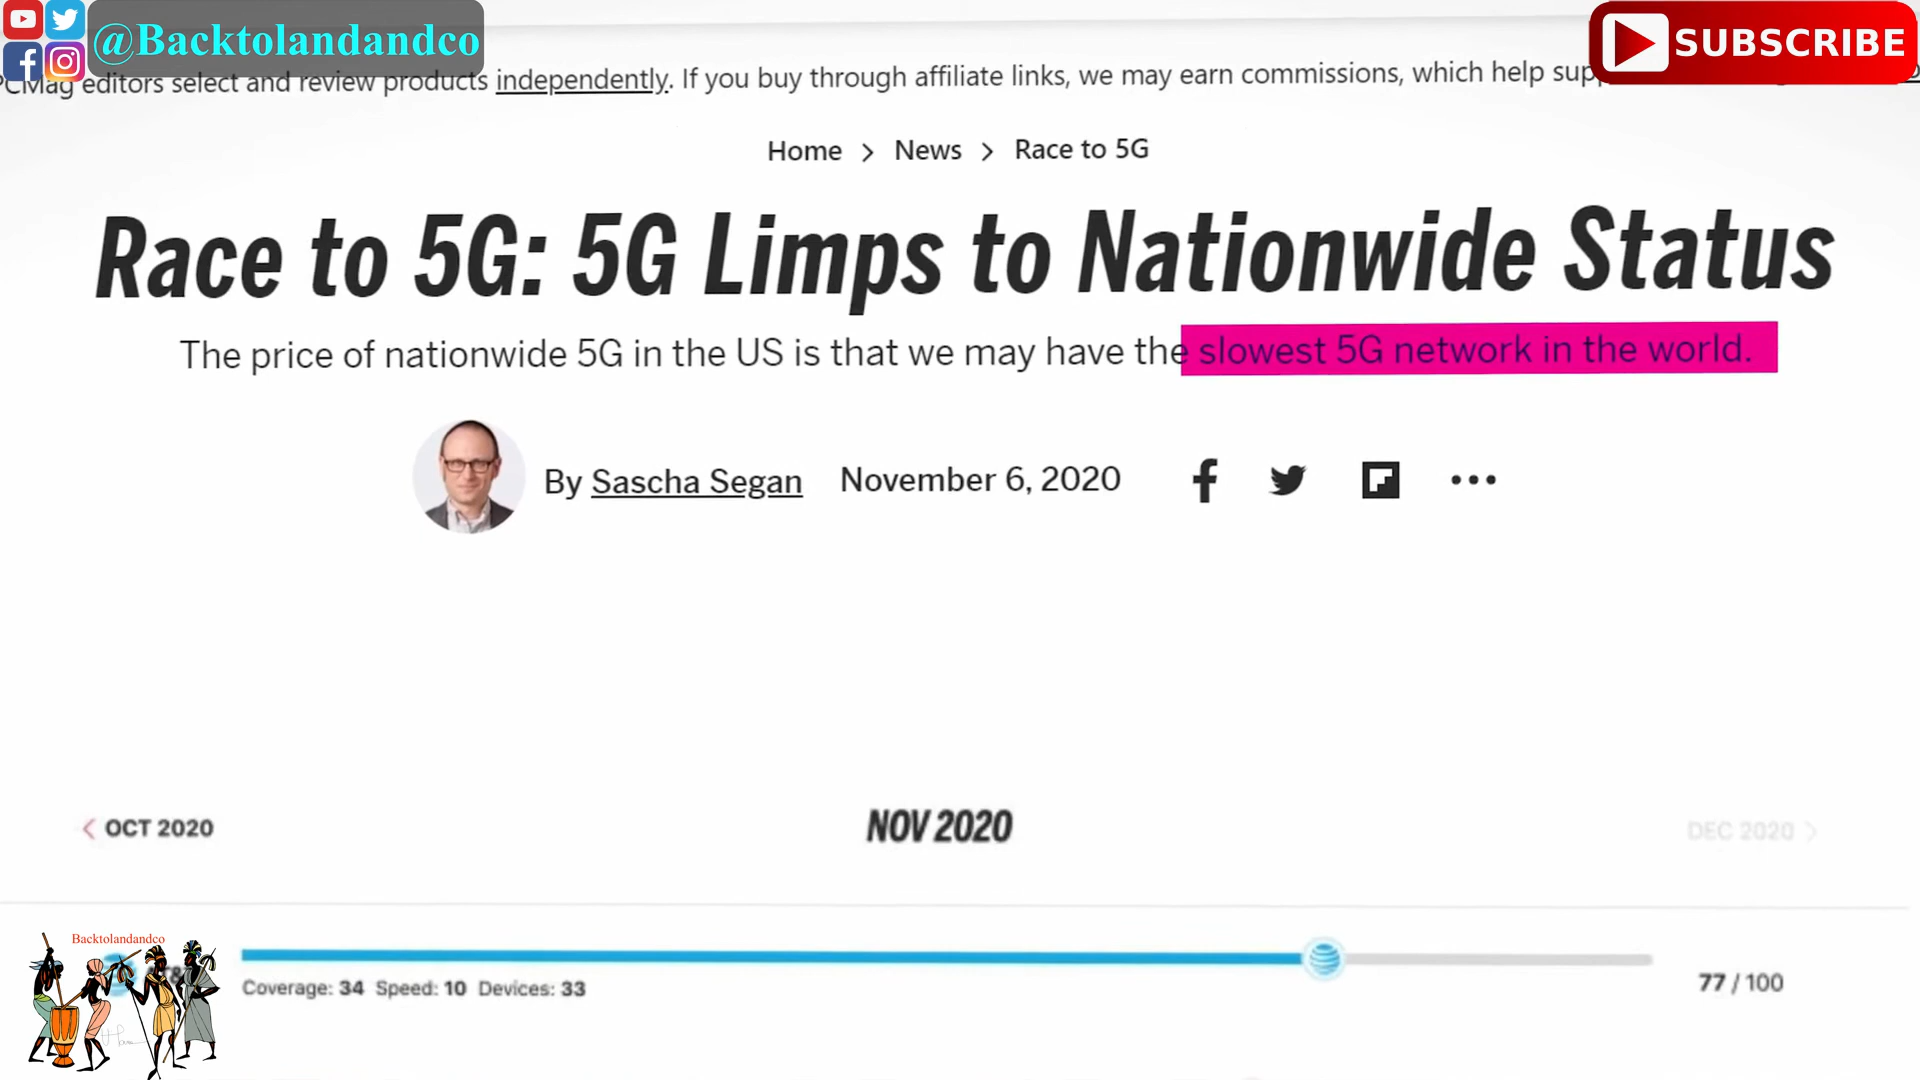 @Backtolandandco
SUBSCRIBE
PCMag editors select and review products independently. If you buy through affiliate links, we may earn commissions, which help
Home > News > Race to 5G
Race to 5G: 5G Limps to Nationwide Status
The price of nationwide 5G in the US is that we may have the slowest 5G network in the world.
By Sascha Segan November 6, 2020
OCT 2020
NOV 2020
DEC 2020
Backtolandandco
Coverage: 34 Speed: 10 Devices: 33
77 / 100